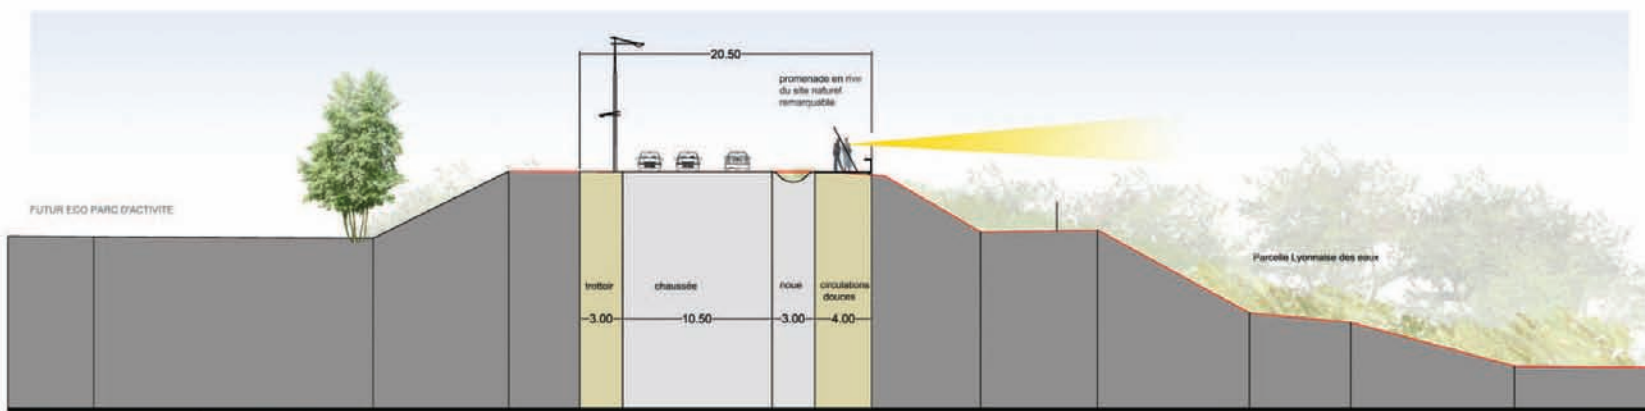 20.50
promenade en rive
du site naturel
remarquable
FUTUR ECO PARC D'ACTIVITE
Parcelle Lyonnaise des eaux
trottoir chaussée noue circulations
douces
3.00 10.50 3.00 4.00